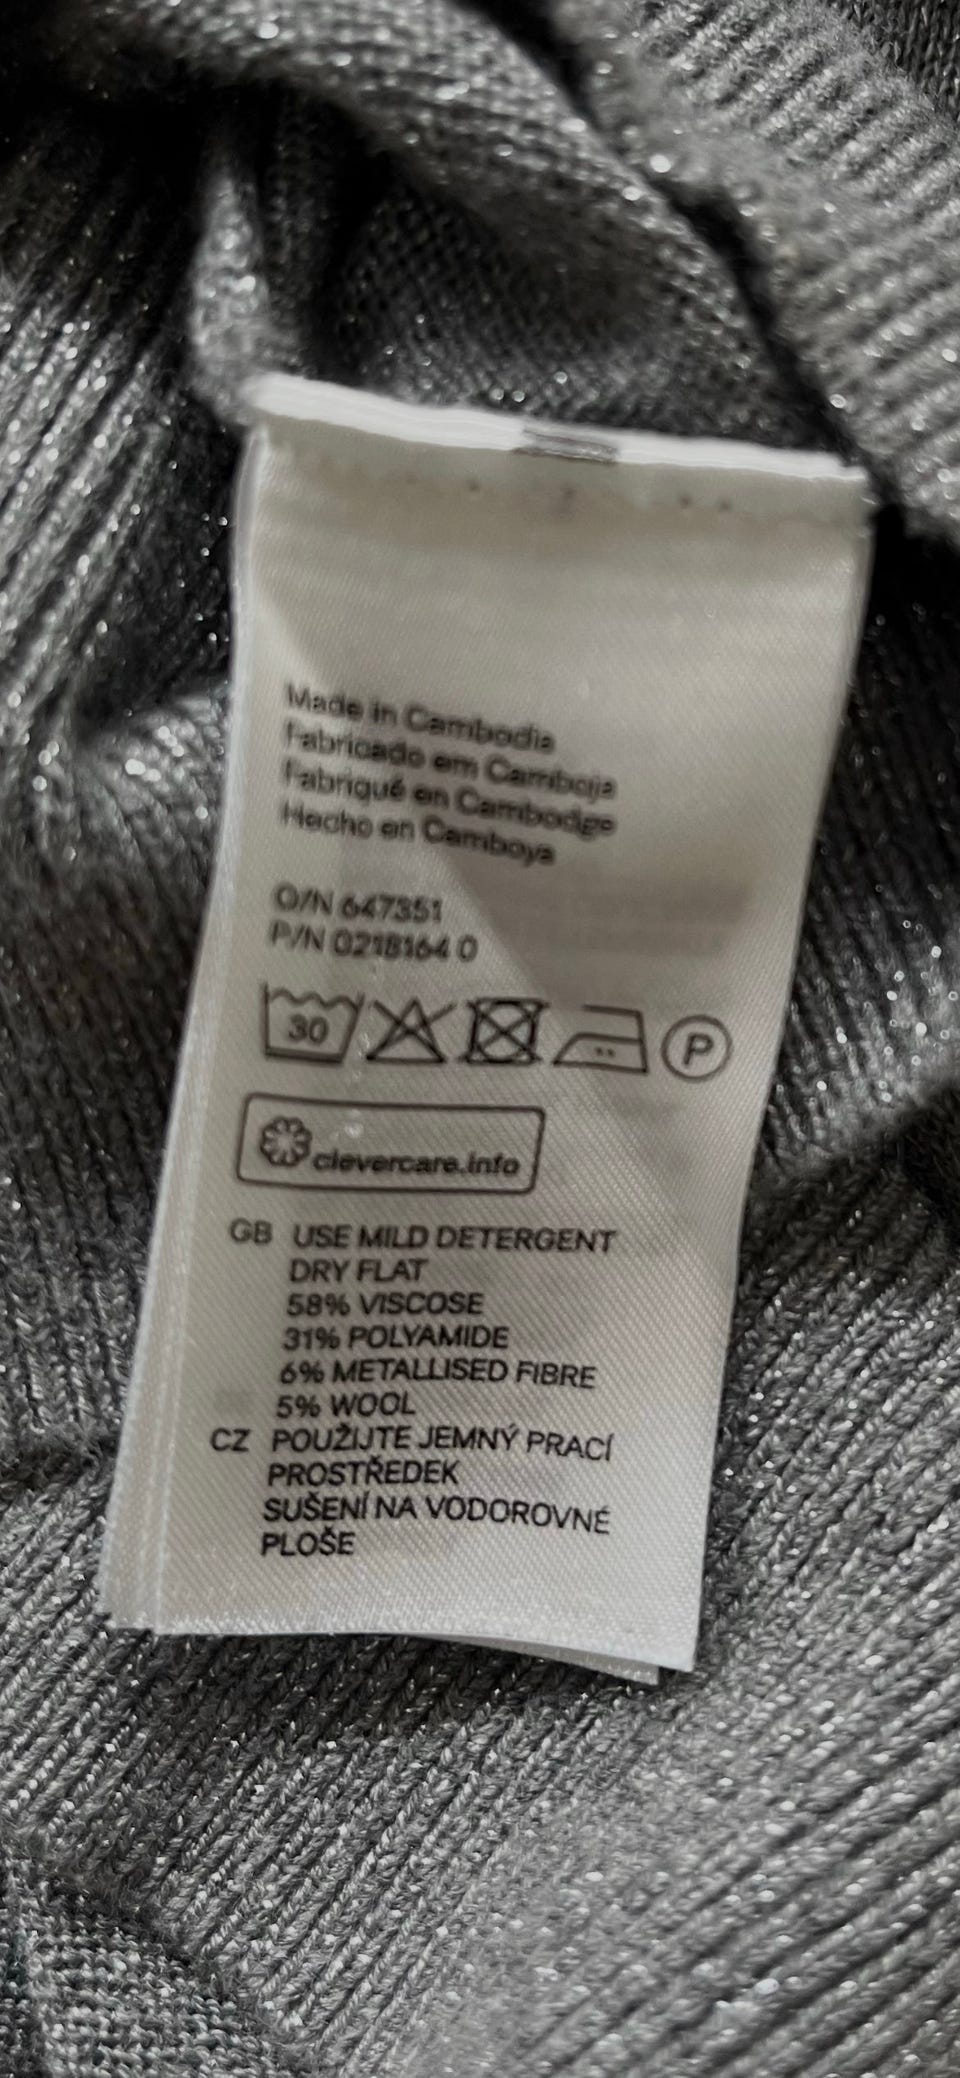 Made in Cambodia
Fabricado em Camboja
Fabriqué en Cambodge
Hecho en Camboya
O/N 647351
P/N 0218164 0
30 P
clevercare.info
GB USE MILD DETERGENT
DRY FLAT
58% VISCOSE
31% POLYAMIDE
6% METALLISED FIBRE
5% WOOL
CZ POUŽIJTE JEMNÝ PRACÍ
PROSTŘEDEK
SUŠENÍ NA VODOROVNÉ
PLOŠE